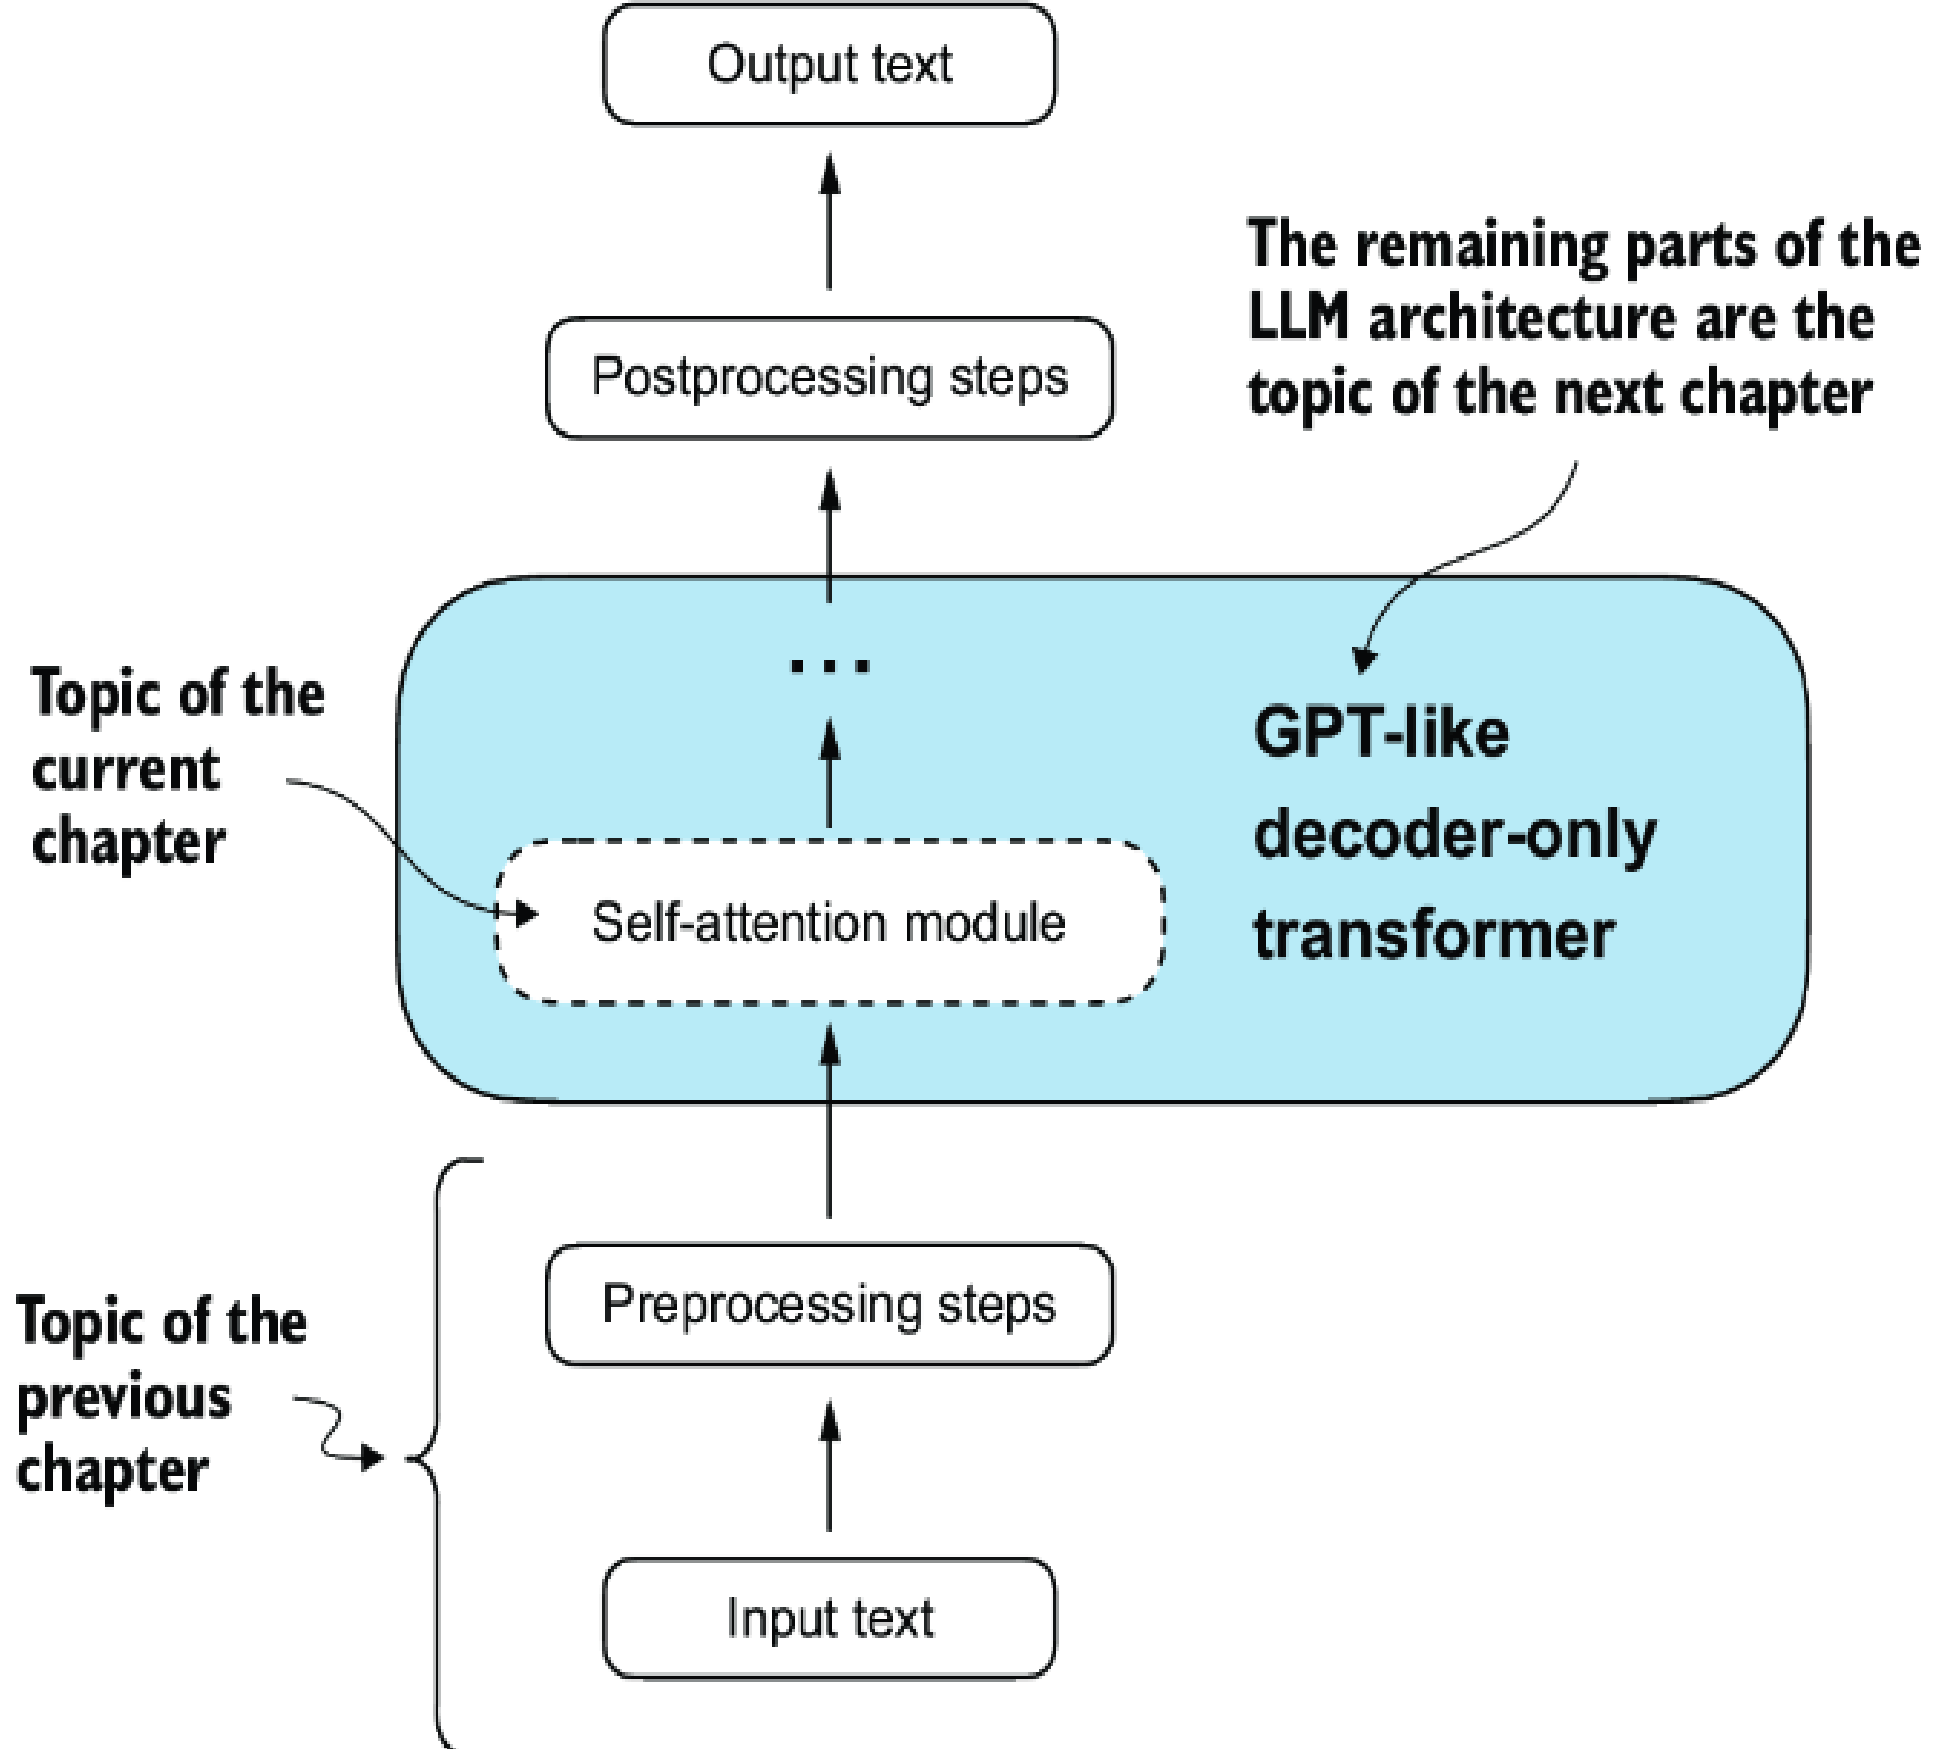 Output text
Postprocessing steps
The remaining parts of the
LLM architecture are the
topic of the next chapter
...
Topic of the
current
chapter
Self-attention module
GPT-like
decoder-only
transformer
Preprocessing steps
Topic of the
previous
chapter
Input text